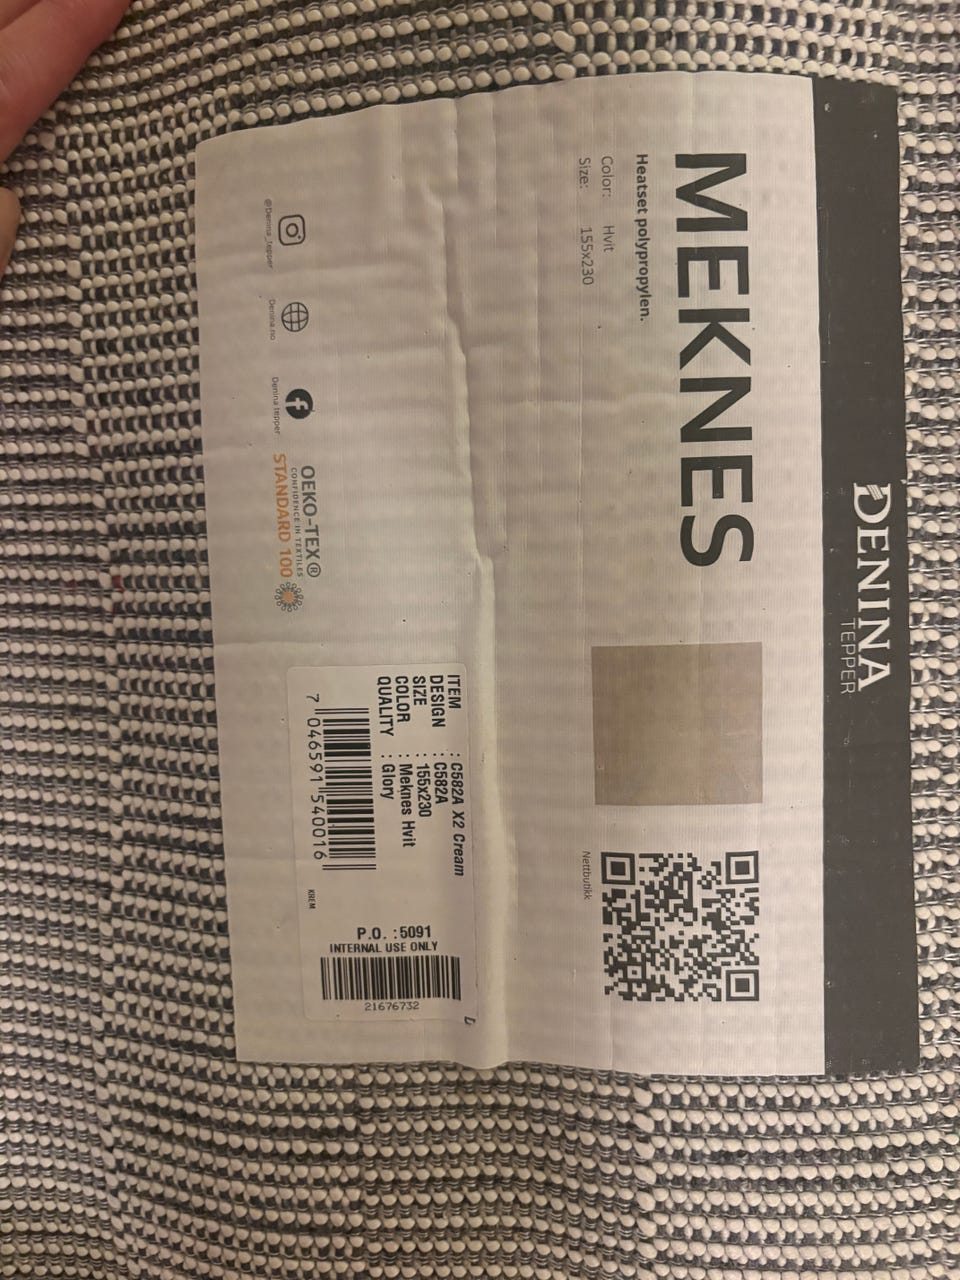 DENINA
TEPPER
MEKNES
Heatset polypropylen.
Color: Hvit
Size: 155x230
Nettbutikk
ITEM : C582A X2 Cream
DESIGN : C582A
SIZE : 155x230
COLOR : Meknes Hvit
QUALITY : Glory
7 046591 540016
KREM
P.O. :5091
INTERNAL USE ONLY
21676732
@Denina_tepper
Denina.no
Denina tepper
OEKO-TEX®
CONFIDENCE IN TEXTILES
STANDARD 100